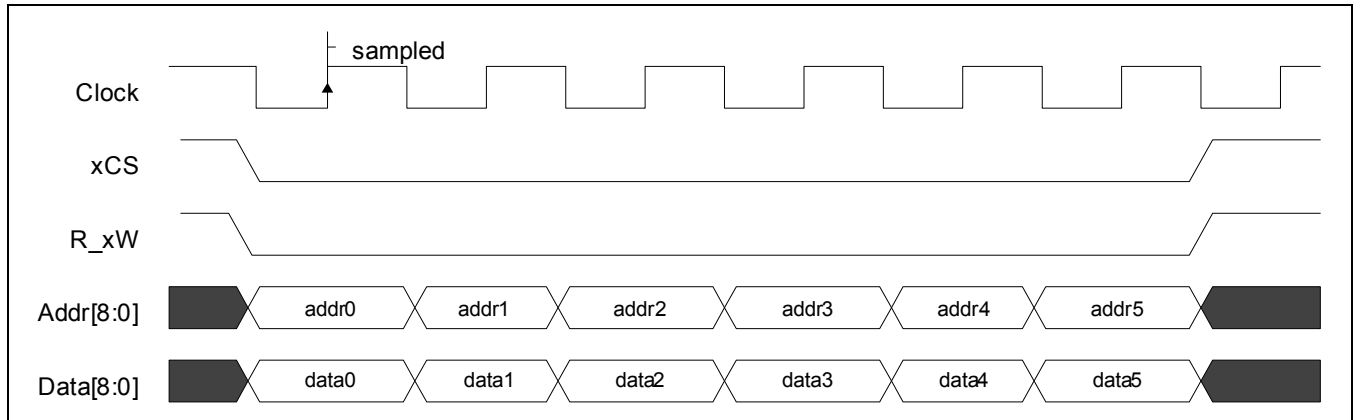 sampled
Clock
xCS
R_xW
Addr[8:0] addr0 addr1 addr2 addr3 addr4 addr5
Data[8:0] data0 data1 data2 data3 data4 data5